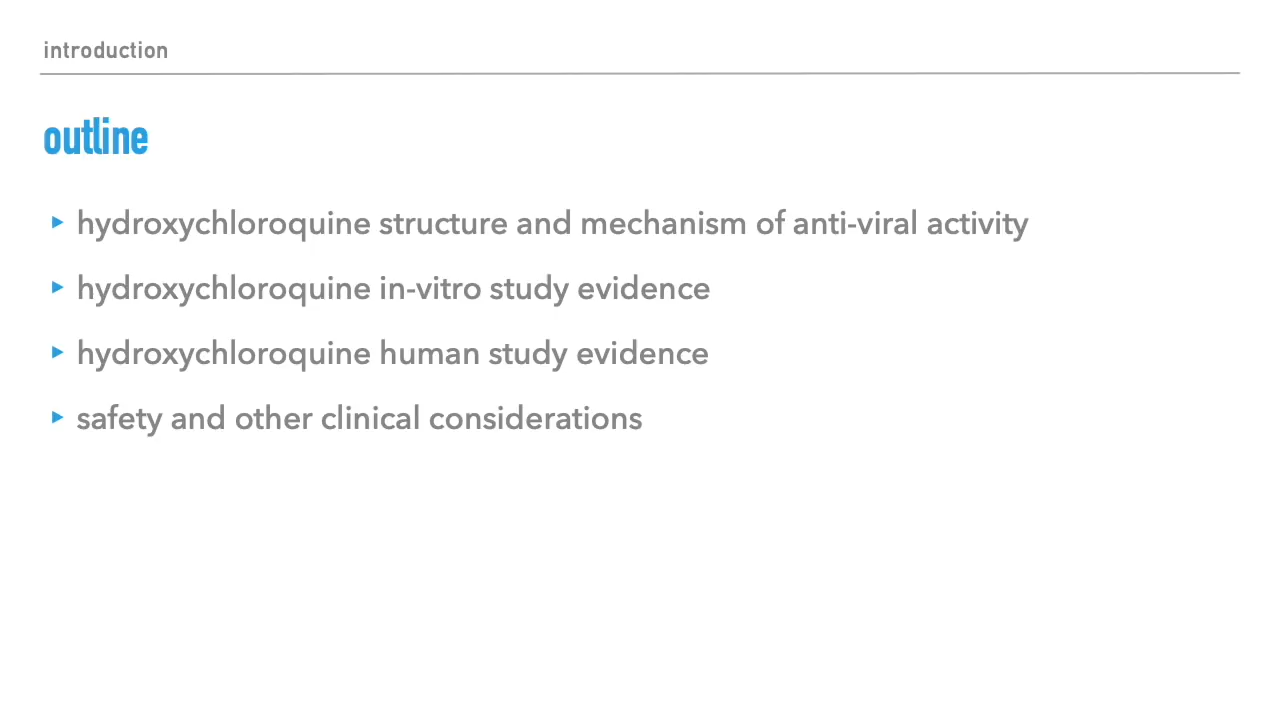 introduction
outline
▸ hydroxychloroquine structure and mechanism of anti-viral activity
▸ hydroxychloroquine in-vitro study evidence
▸ hydroxychloroquine human study evidence
▸ safety and other clinical considerations